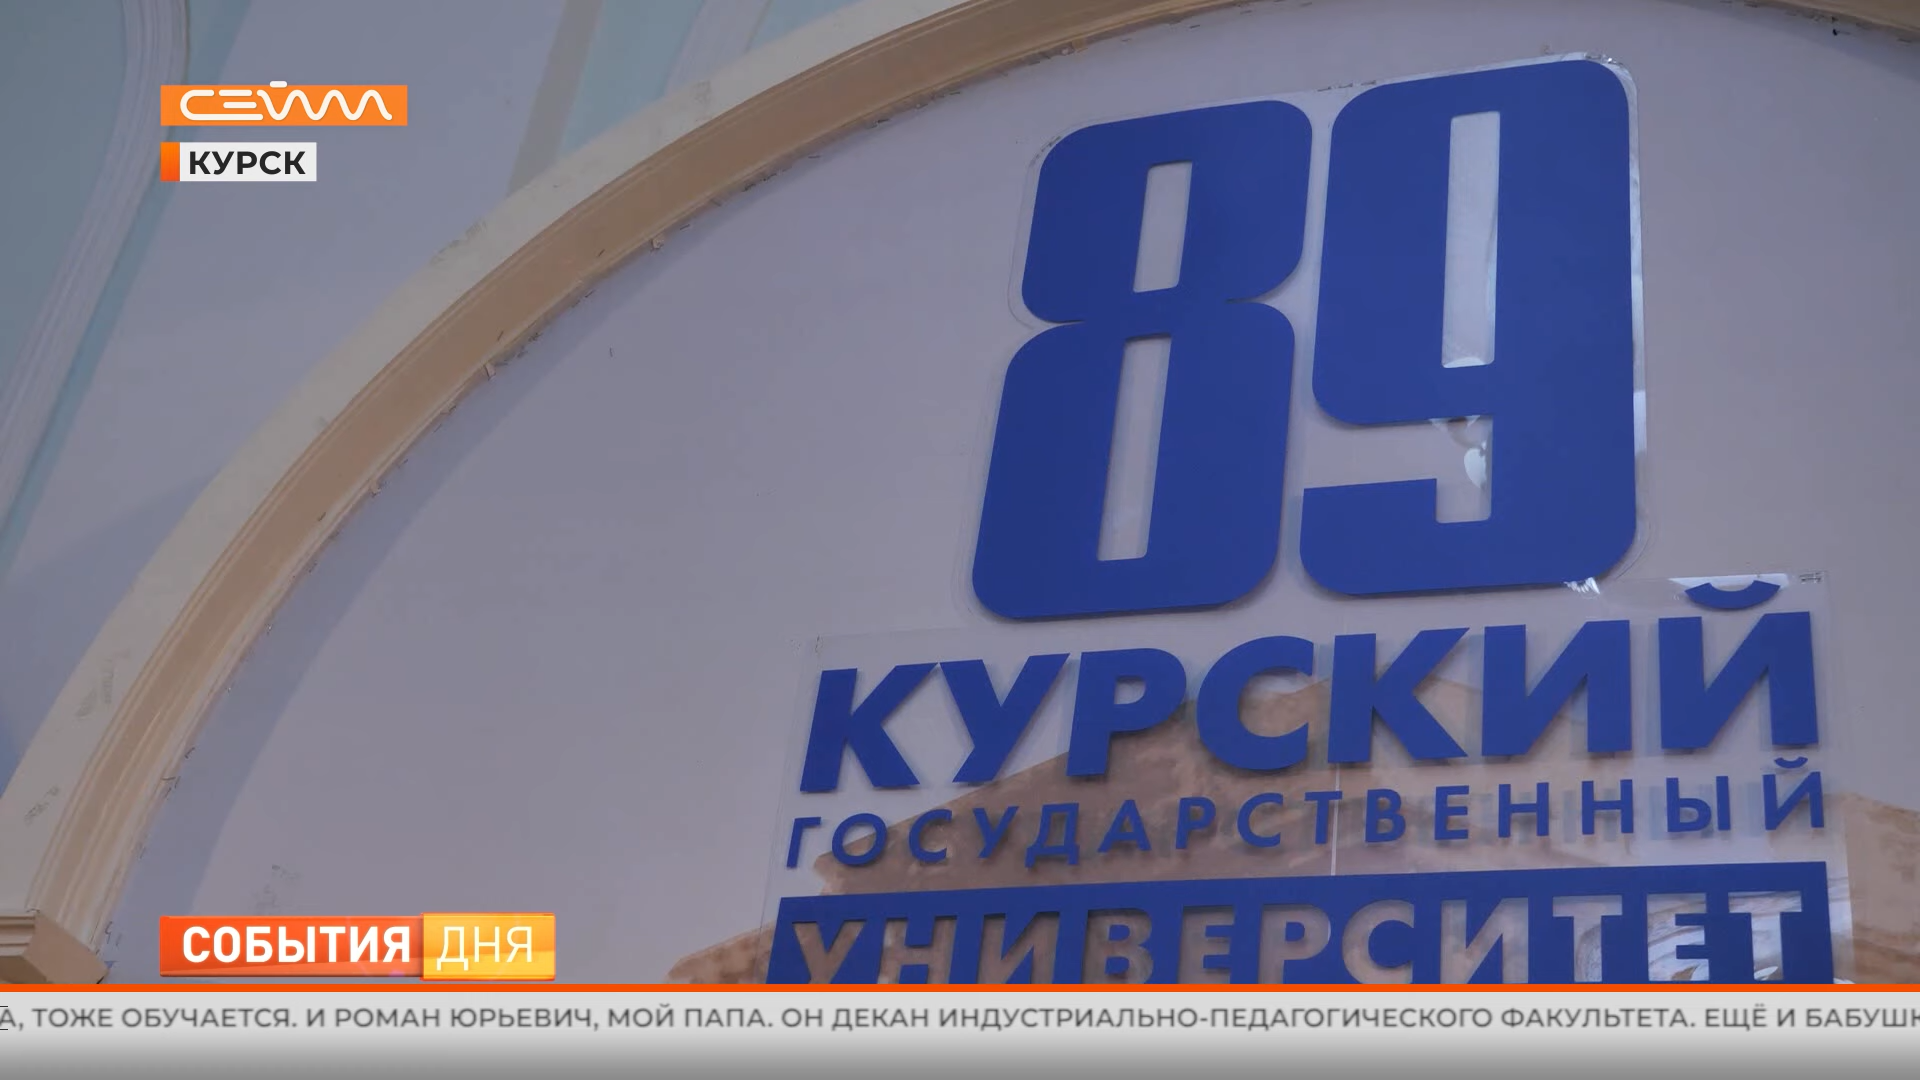 СЕЙМ
КУРСК
89
КУРСКИЙ
ГОСУДАРСТВЕННЫЙ
УНИВЕРСИТЕТ
СОБЫТИЯ ДНЯ
ТОЖЕ ОБУЧАЕТСЯ. И РОМАН ЮРЬЕВИЧ, МОЙ ПАПА. ОН ДЕКАН ИНДУСТРИАЛЬНО-ПЕДАГОГИЧЕСКОГО ФАКУЛЬТЕТА. ЕЩЁ И